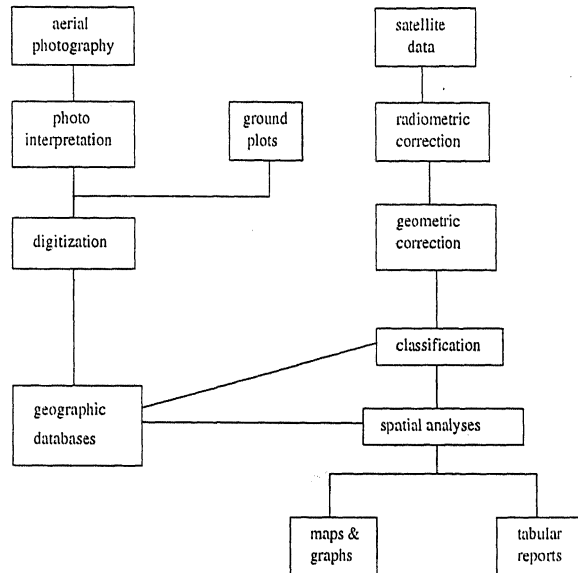 aerial
photography
satellite
data
photo
interpretation
ground
plots
radiometric
correction
digitization
geometric
correction
classification
geographic
databases
spatial analyses
maps &
graphs
tabular
reports